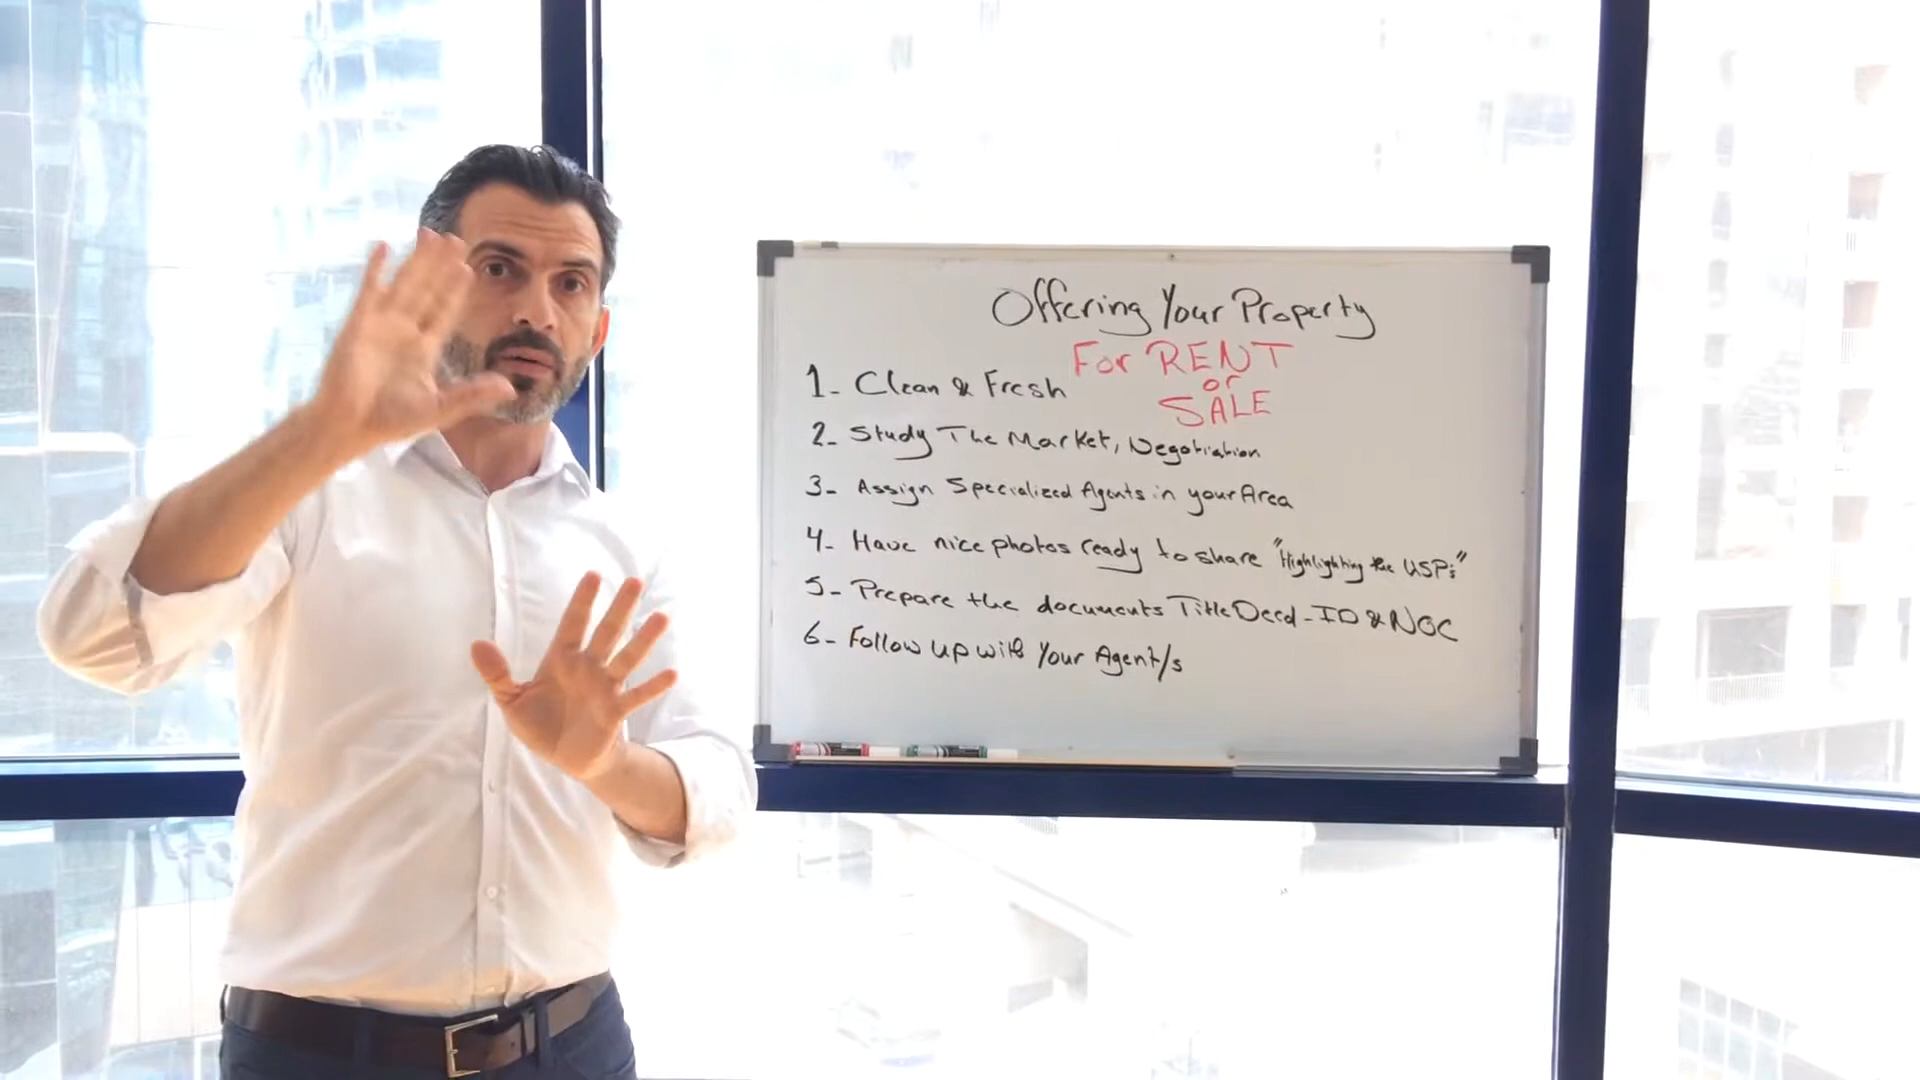 Offering Your Property
For RENT
or
SALE
1- Clean & Fresh
2- Study The Market, Negotiation
3- Assign Specialized Agents in your Area
4- Have nice photos ready to share "Highlighting the USPs"
5- Prepare the documents Title Deed - ID & NOC
6- Follow up with Your Agent/s